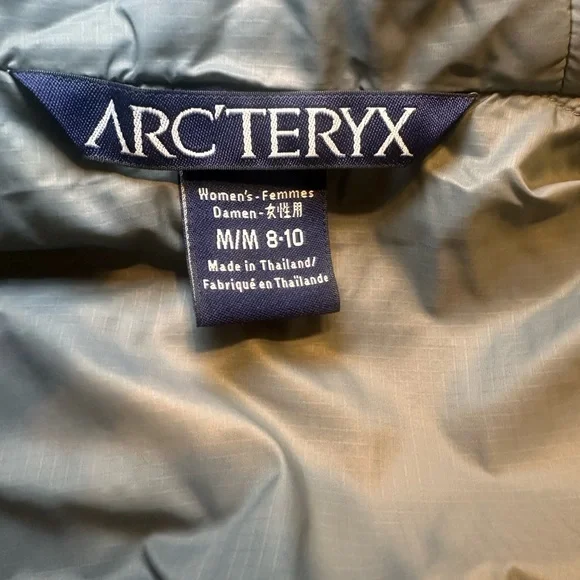 ARC'TERYX
Women's-Femmes
Damen-女性用
M/M 8-10
Made in Thailand/
Fabriqué en Thaïlande